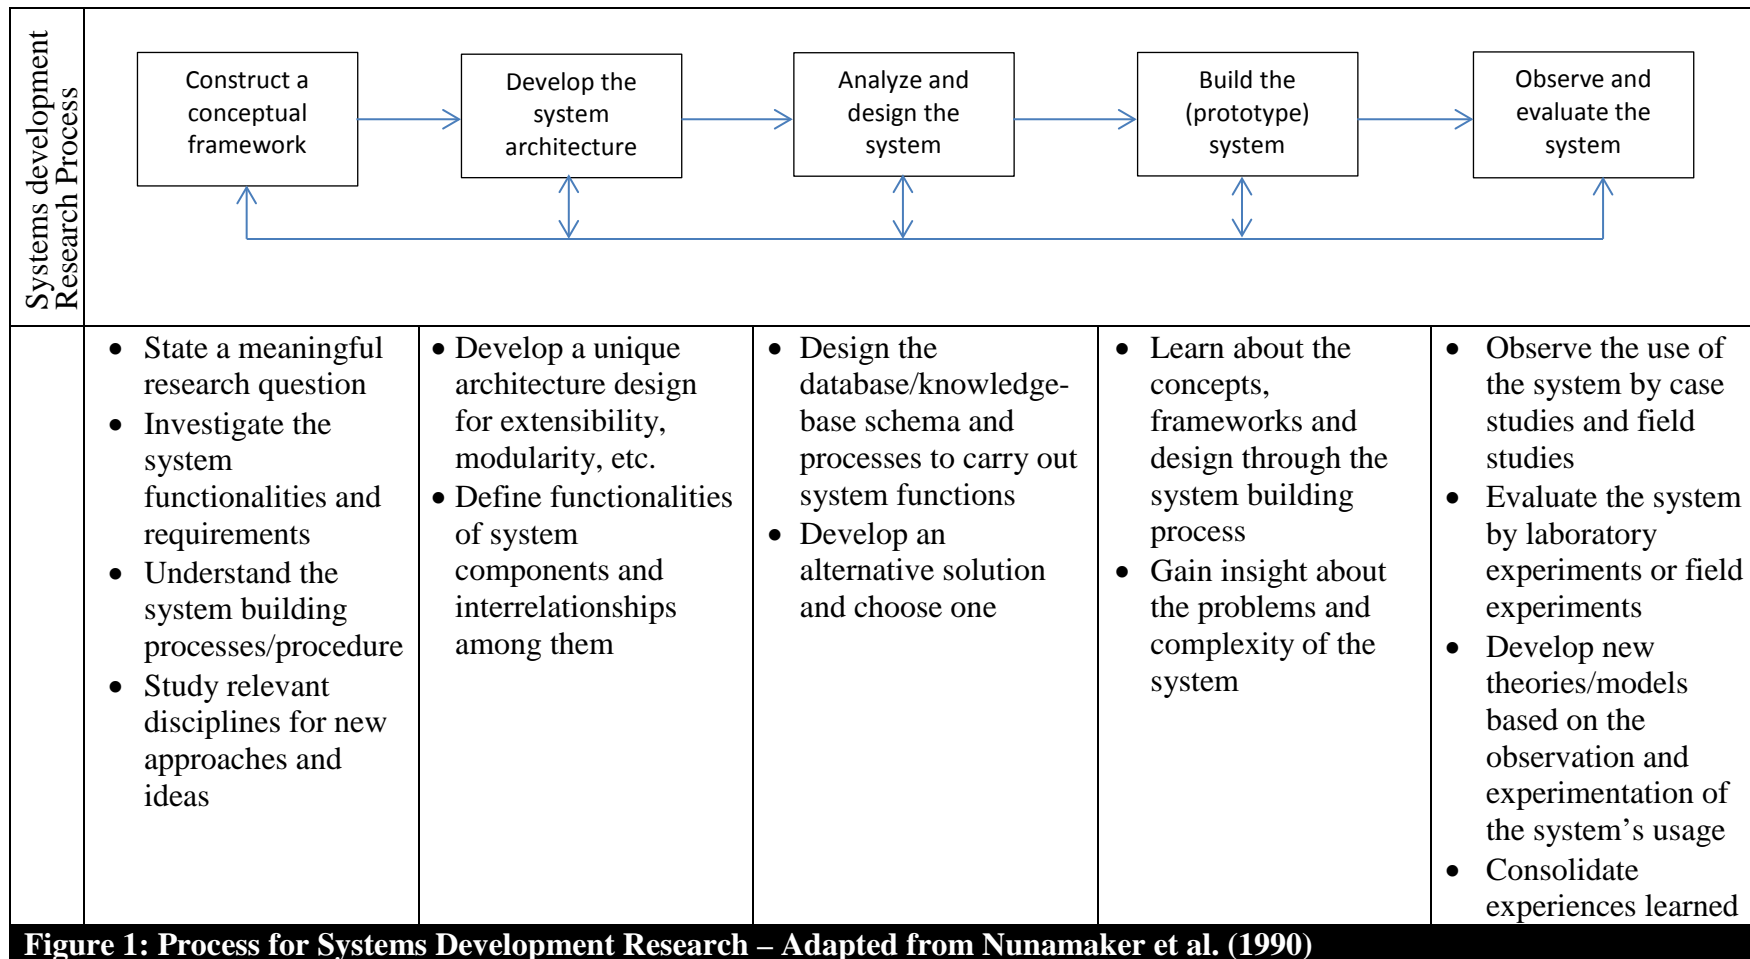 Systems development
Research Process
Construct a
conceptual
framework
Develop the
system
architecture
Analyze and
design the
system
Build the
(prototype)
system
Observe and
evaluate the
system
• State a meaningful
research question
• Investigate the
system
functionalities and
requirements
• Understand the
system building
processes/procedure
• Study relevant
disciplines for new
approaches and
ideas
• Develop a unique
architecture design
for extensibility,
modularity, etc.
• Define functionalities
of system
components and
interrelationships
among them
• Design the
database/knowledge-
base schema and
processes to carry out
system functions
• Develop an
alternative solution
and choose one
• Learn about the
concepts,
frameworks and
design through the
system building
process
• Gain insight about
the problems and
complexity of the
system
• Observe the use of
the system by case
studies and field
studies
• Evaluate the system
by laboratory
experiments or field
experiments
• Develop new
theories/models
based on the
observation and
experimentation of
the system’s usage
• Consolidate
experiences learned
Figure 1: Process for Systems Development Research – Adapted from Nunamaker et al. (1990)